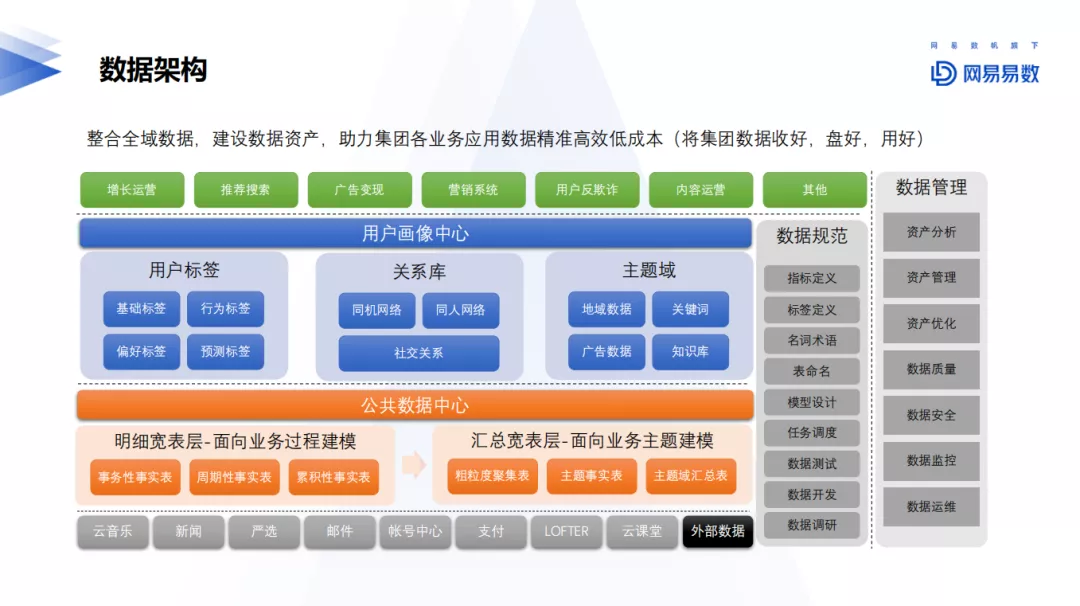 网易数帆旗下
网易易数
数据架构
整合全域数据，建设数据资产，助力集团各业务应用数据精准高效低成本（将集团数据收好，盘好，用好）
增长运营
推荐搜索
广告变现
营销系统
用户反欺诈
内容运营
其他
用户画像中心
用户标签
基础标签
行为标签
偏好标签
预测标签
关系库
同机网络
同人网络
社交关系
主题域
地域数据
关键词
广告数据
知识库
公共数据中心
明细宽表层-面向业务过程建模
事务性事实表
周期性事实表
累积性事实表
汇总宽表层-面向业务主题建模
粗粒度聚集表
主题事实表
主题域汇总表
云音乐
新闻
严选
邮件
帐号中心
支付
LOFTER
云课堂
外部数据
数据规范
指标定义
标签定义
名词术语
表命名
模型设计
任务调度
数据测试
数据开发
数据调研
数据管理
资产分析
资产管理
资产优化
数据质量
数据安全
数据监控
数据运维